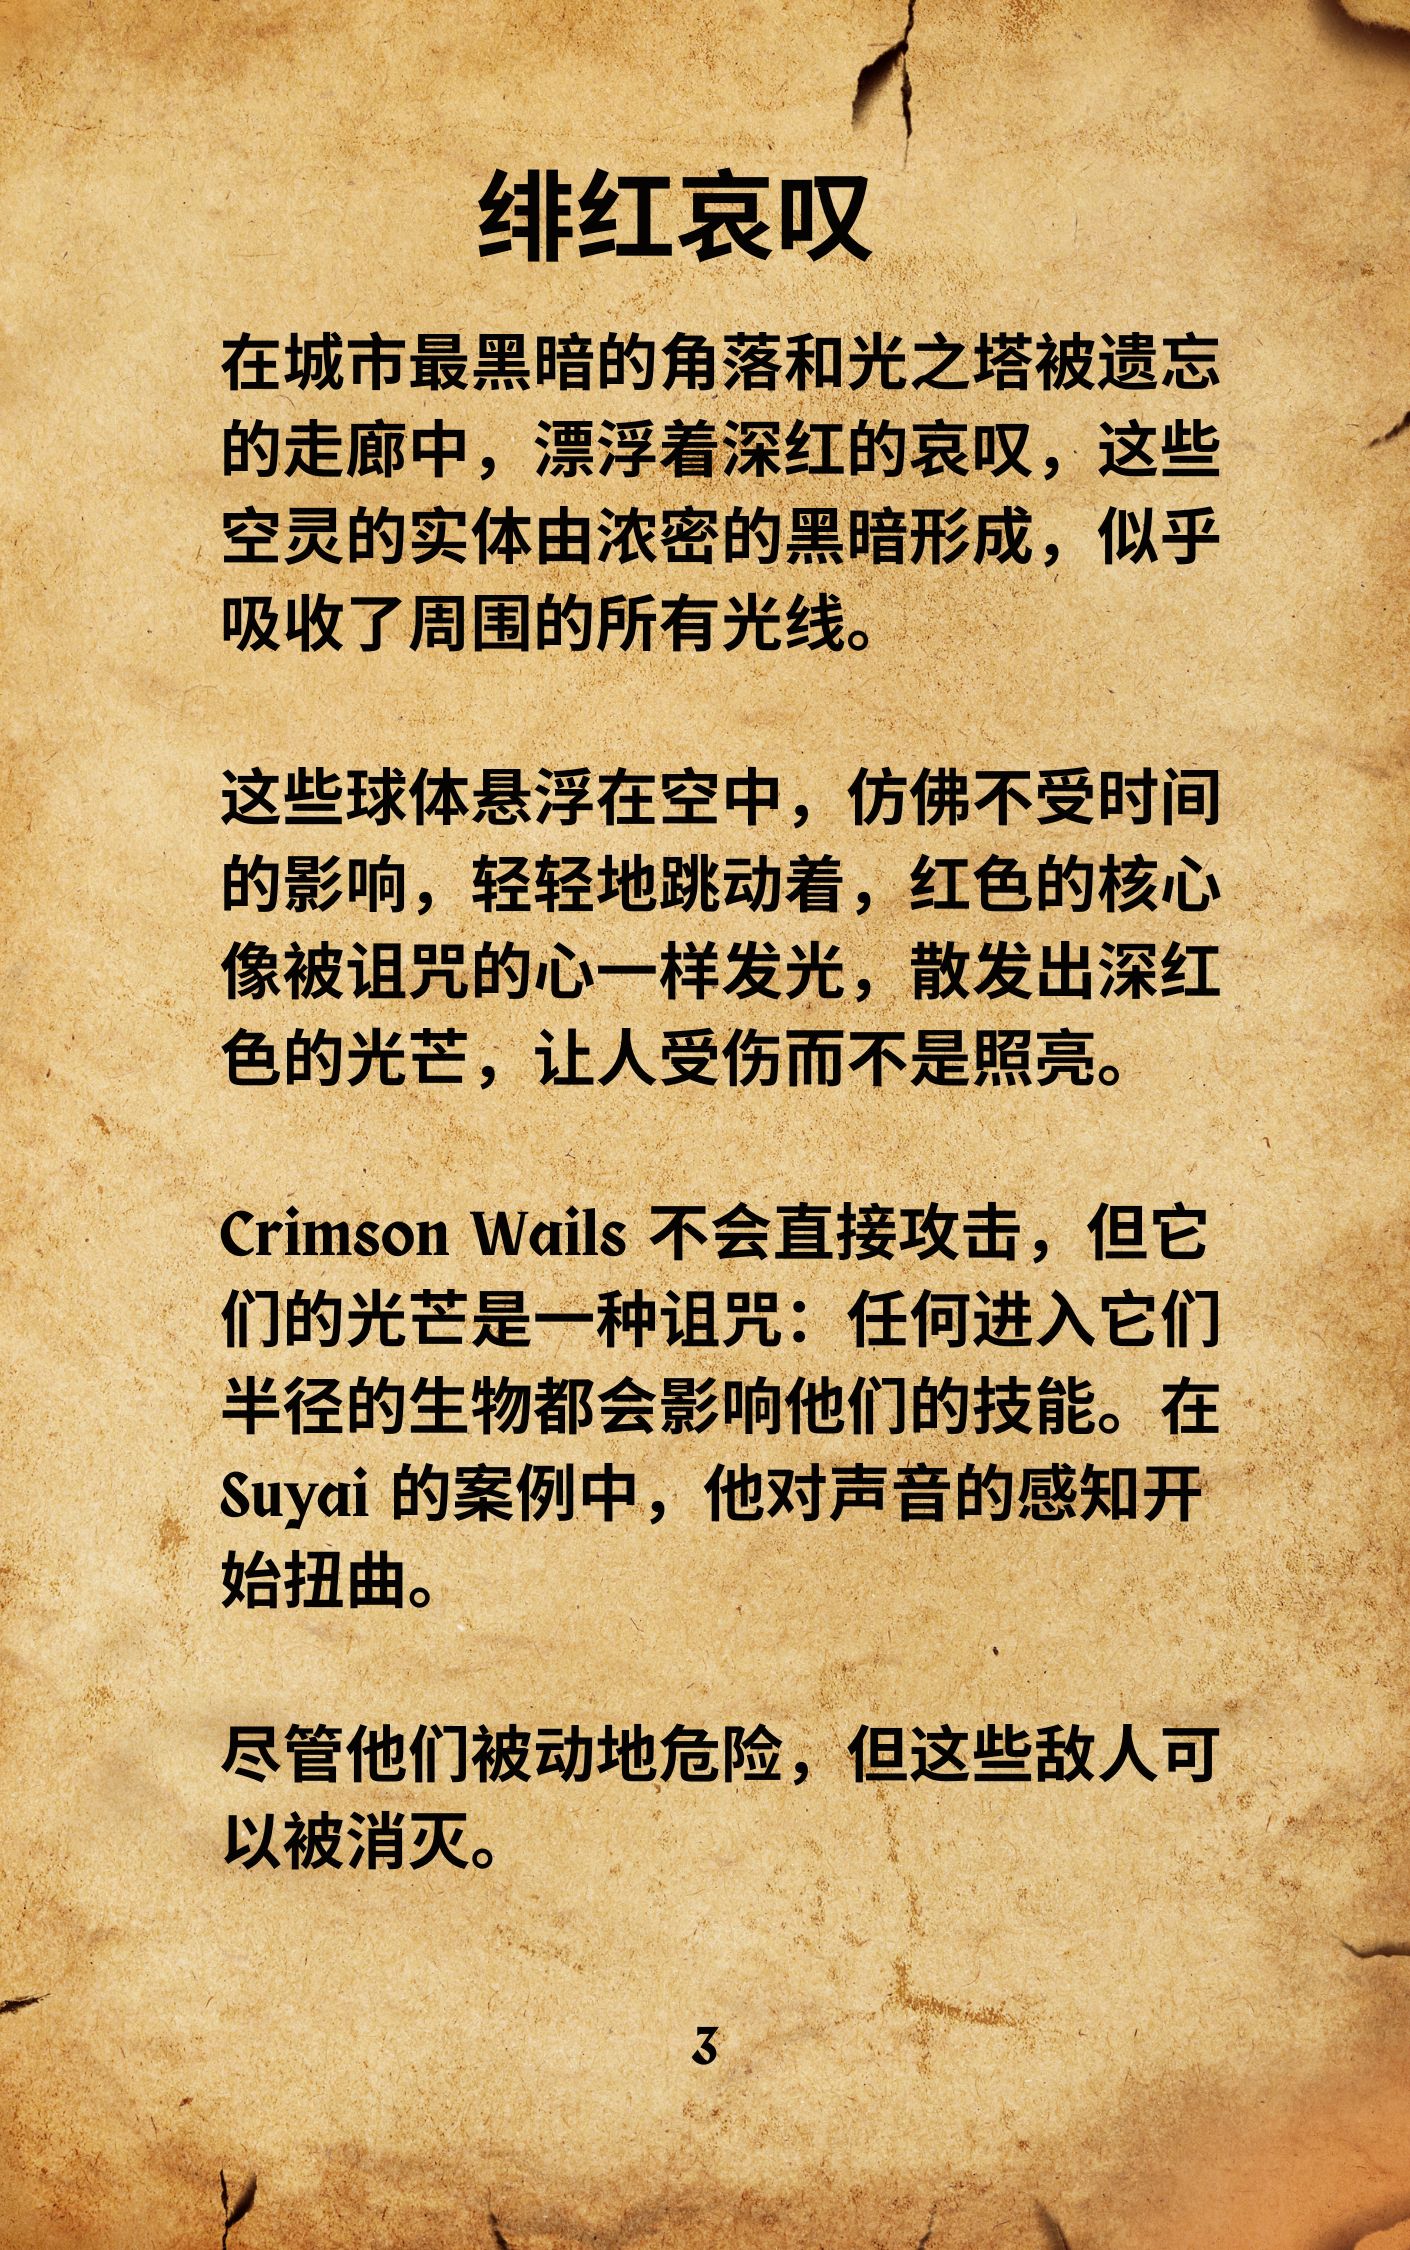 绯红哀叹
在城市最黑暗的角落和光之塔被遗忘
的走廊中，漂浮着深红的哀叹，这些
空灵的实体由浓密的黑暗形成，似乎
吸收了周围的所有光线。
这些球体悬浮在空中，仿佛不受时间
的影响，轻轻地跳动着，红色的核心
像被诅咒的心一样发光，散发出深红
色的光芒，让人受伤而不是照亮。
Crimson Wails 不会直接攻击，但它
们的光芒是一种诅咒：任何进入它们
半径的生物都会影响他们的技能。在
Suyai 的案例中，他对声音的感知开
始扭曲。
尽管他们被动地危险，但这些敌人可
以被消灭。
3